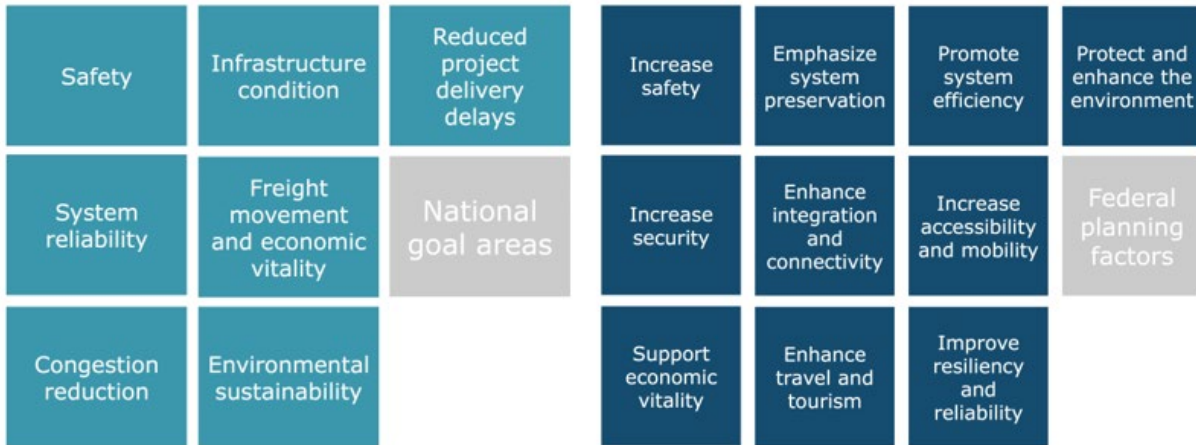 Safety
Infrastructure
condition
Reduced
project
delivery
delays
System
reliability
Freight
movement
and economic
vitality
National
goal areas
Congestion
reduction
Environmental
sustainability
Increase
safety
Emphasize
system
preservation
Promote
system
efficiency
Protect and
enhance the
environment
Increase
security
Enhance
integration
and
connectivity
Increase
accessibility
and mobility
Federal
planning
factors
Support
economic
vitality
Enhance
travel and
tourism
Improve
resiliency
and
reliability